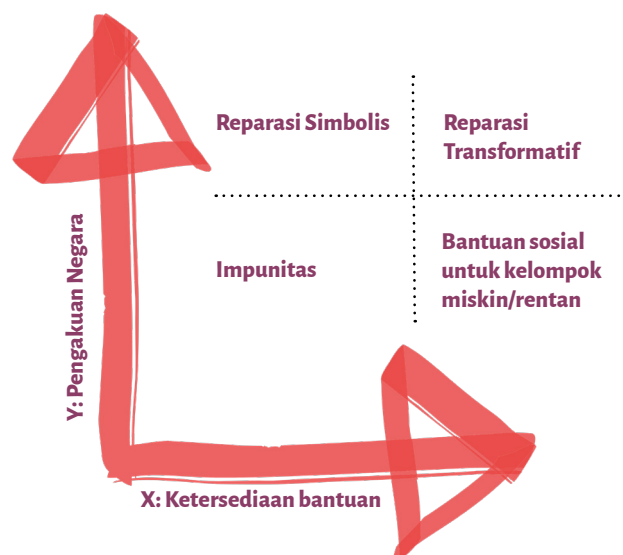 Reparasi Simbolis
Reparasi
Transformatif
Impunitas
Bantuan sosial
untuk kelompok
miskin/rentan
Y: Pengakuan Negara
X: Ketersediaan bantuan